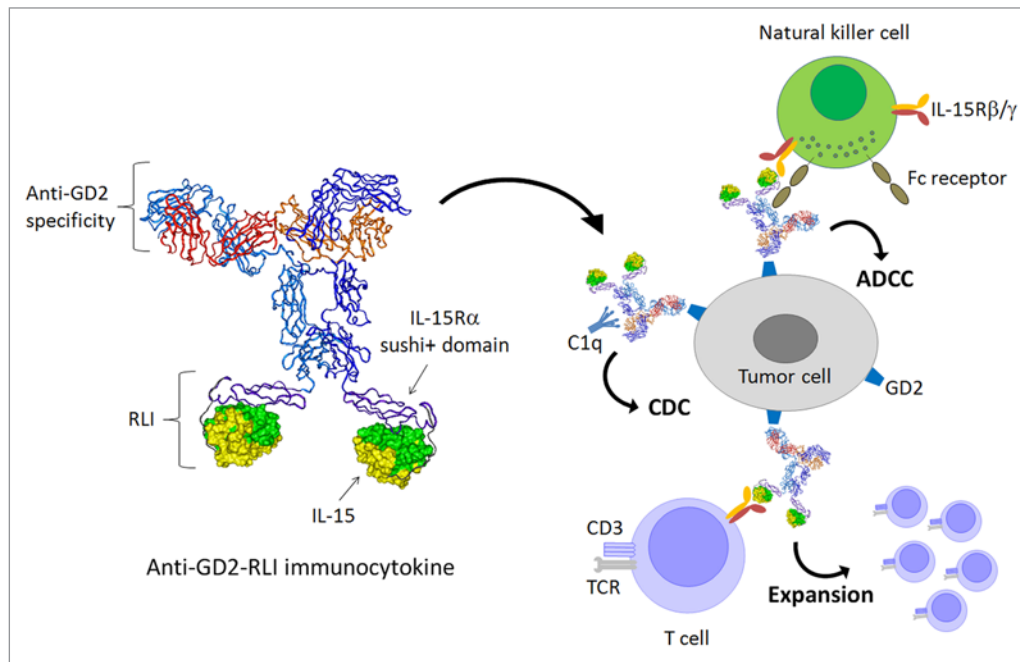 Anti-GD2
specificity
IL-15Rα
sushi+ domain
RLI
IL-15
Anti-GD2-RLI immunocytokine
Natural killer cell
IL-15Rβ/γ
Fc receptor
ADCC
C1q
CDC
Tumor cell
GD2
CD3
TCR
T cell
Expansion